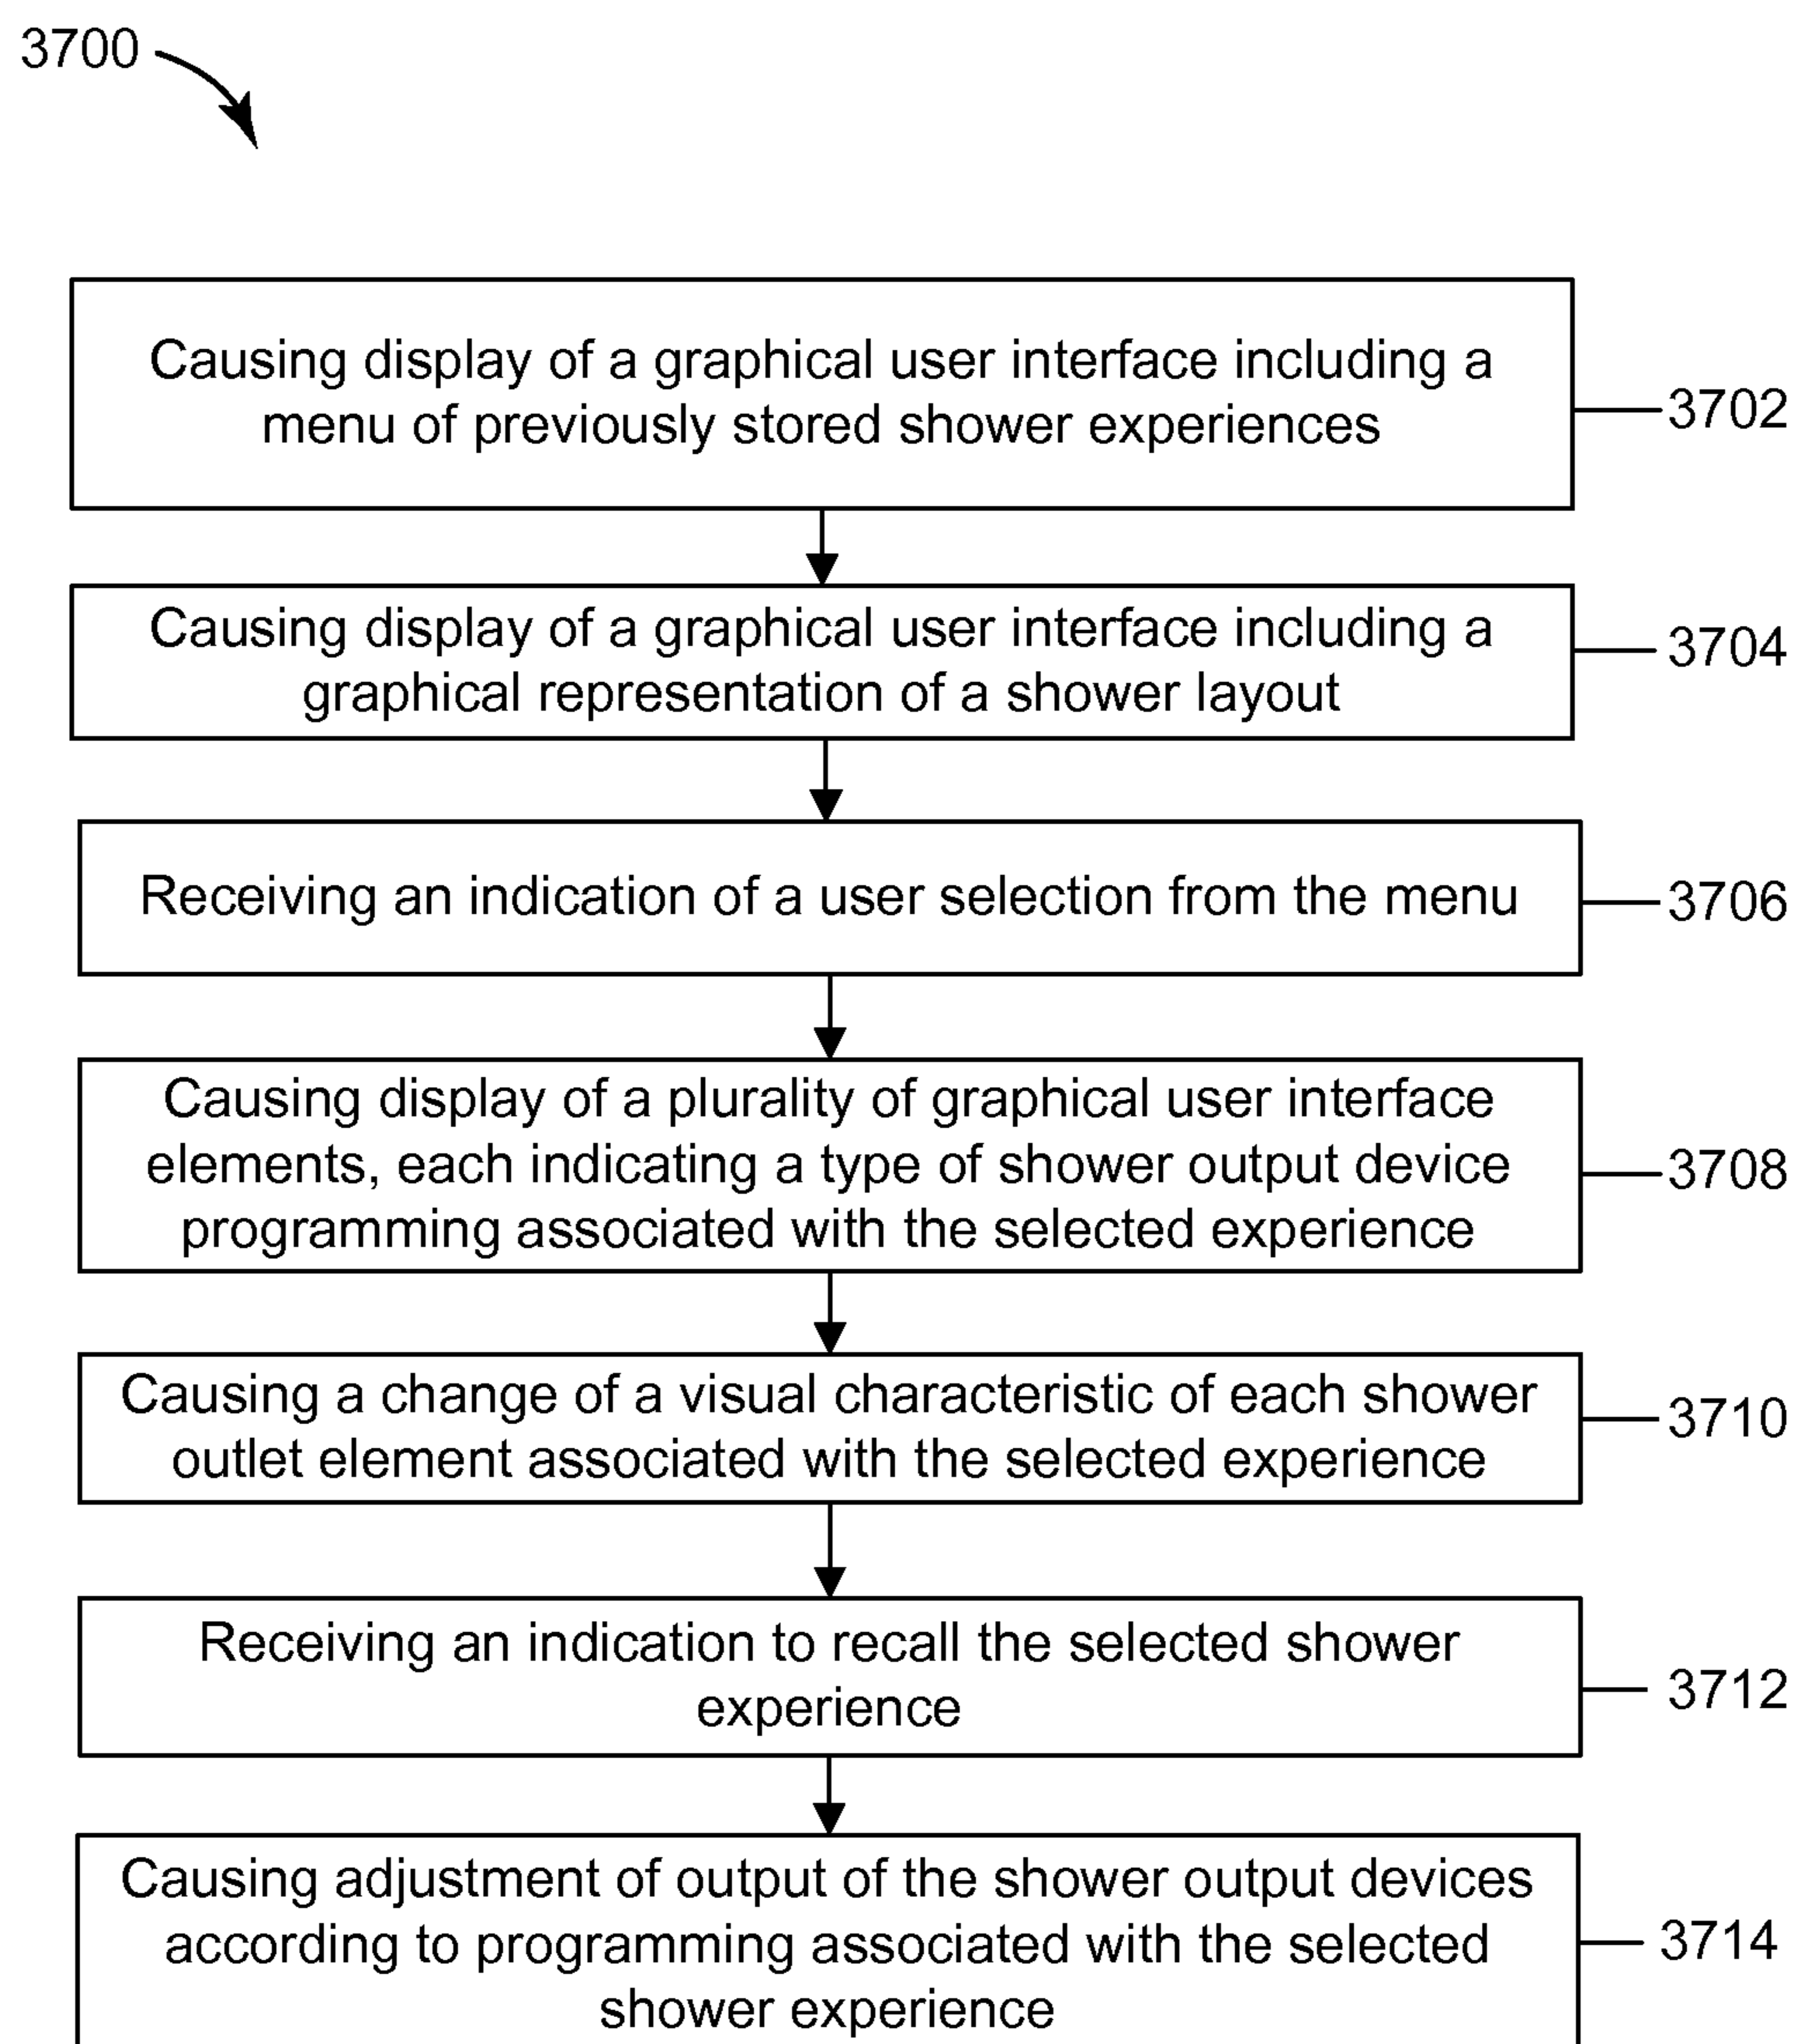 3700
Causing display of a graphical user interface including a
menu of previously stored shower experiences
3702
Causing display of a graphical user interface including a
graphical representation of a shower layout
3704
Receiving an indication of a user selection from the menu
3706
Causing display of a plurality of graphical user interface
elements, each indicating a type of shower output device
programming associated with the selected experience
3708
Causing a change of a visual characteristic of each shower
outlet element associated with the selected experience
3710
Receiving an indication to recall the selected shower
experience
3712
Causing adjustment of output of the shower output devices
according to programming associated with the selected
shower experience
3714